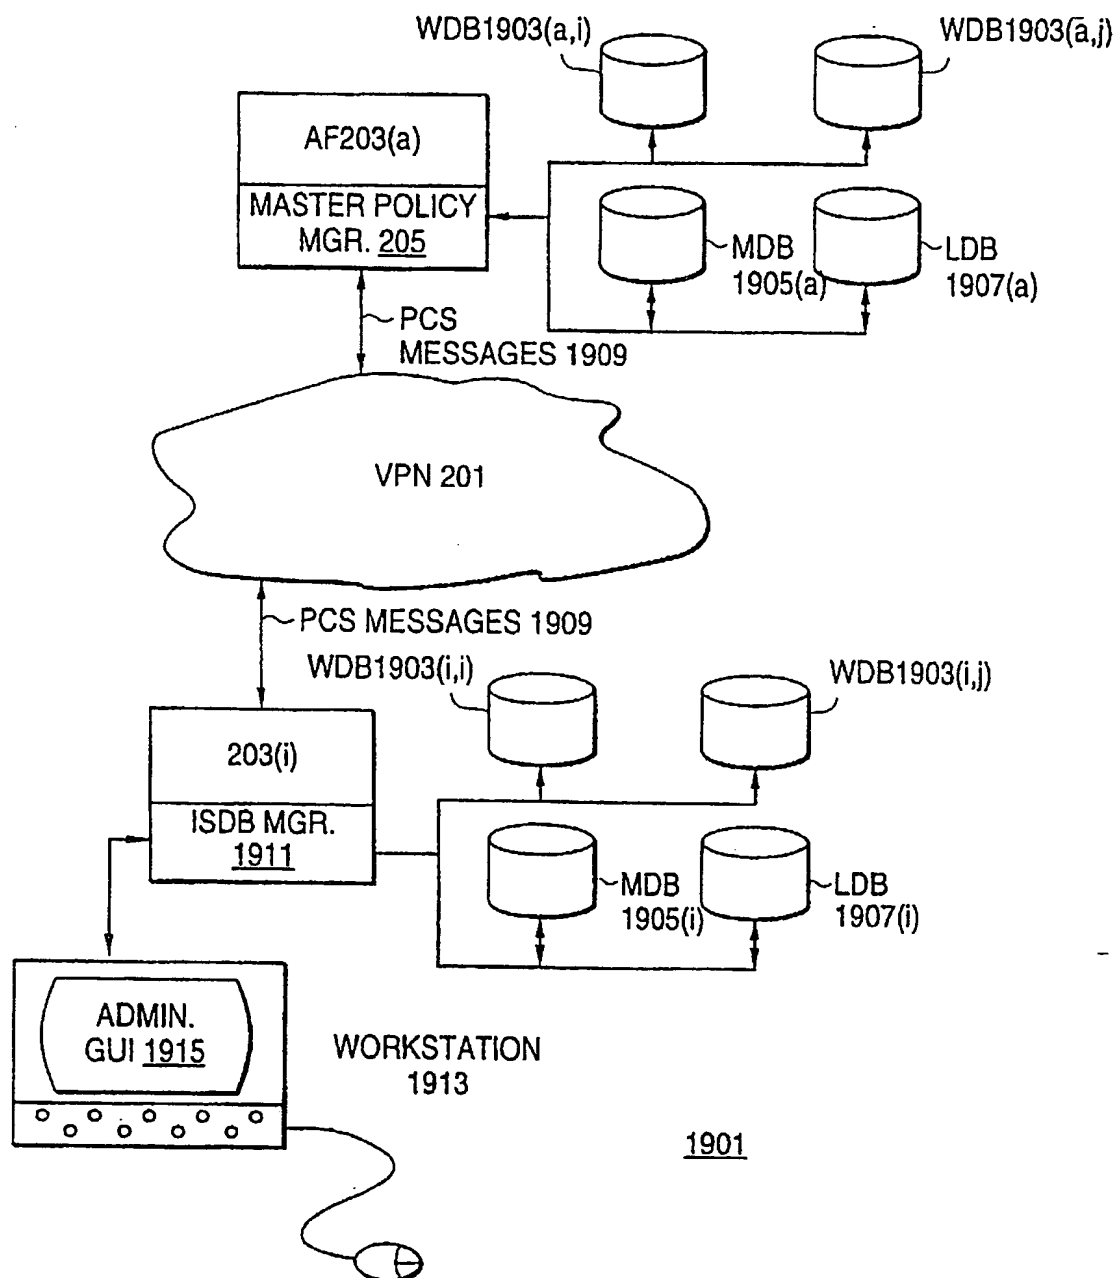 WDB1903(a,i)
WDB1903(a,j)
AF203(a)
MASTER POLICY
MGR. 205
MDB
1905(a)
LDB
1907(a)
PCS
MESSAGES 1909
VPN 201
PCS MESSAGES 1909
WDB1903(i,i)
WDB1903(i,j)
203(i)
ISDB MGR.
1911
MDB
1905(i)
LDB
1907(i)
ADMIN.
GUI 1915
WORKSTATION
1913
1901